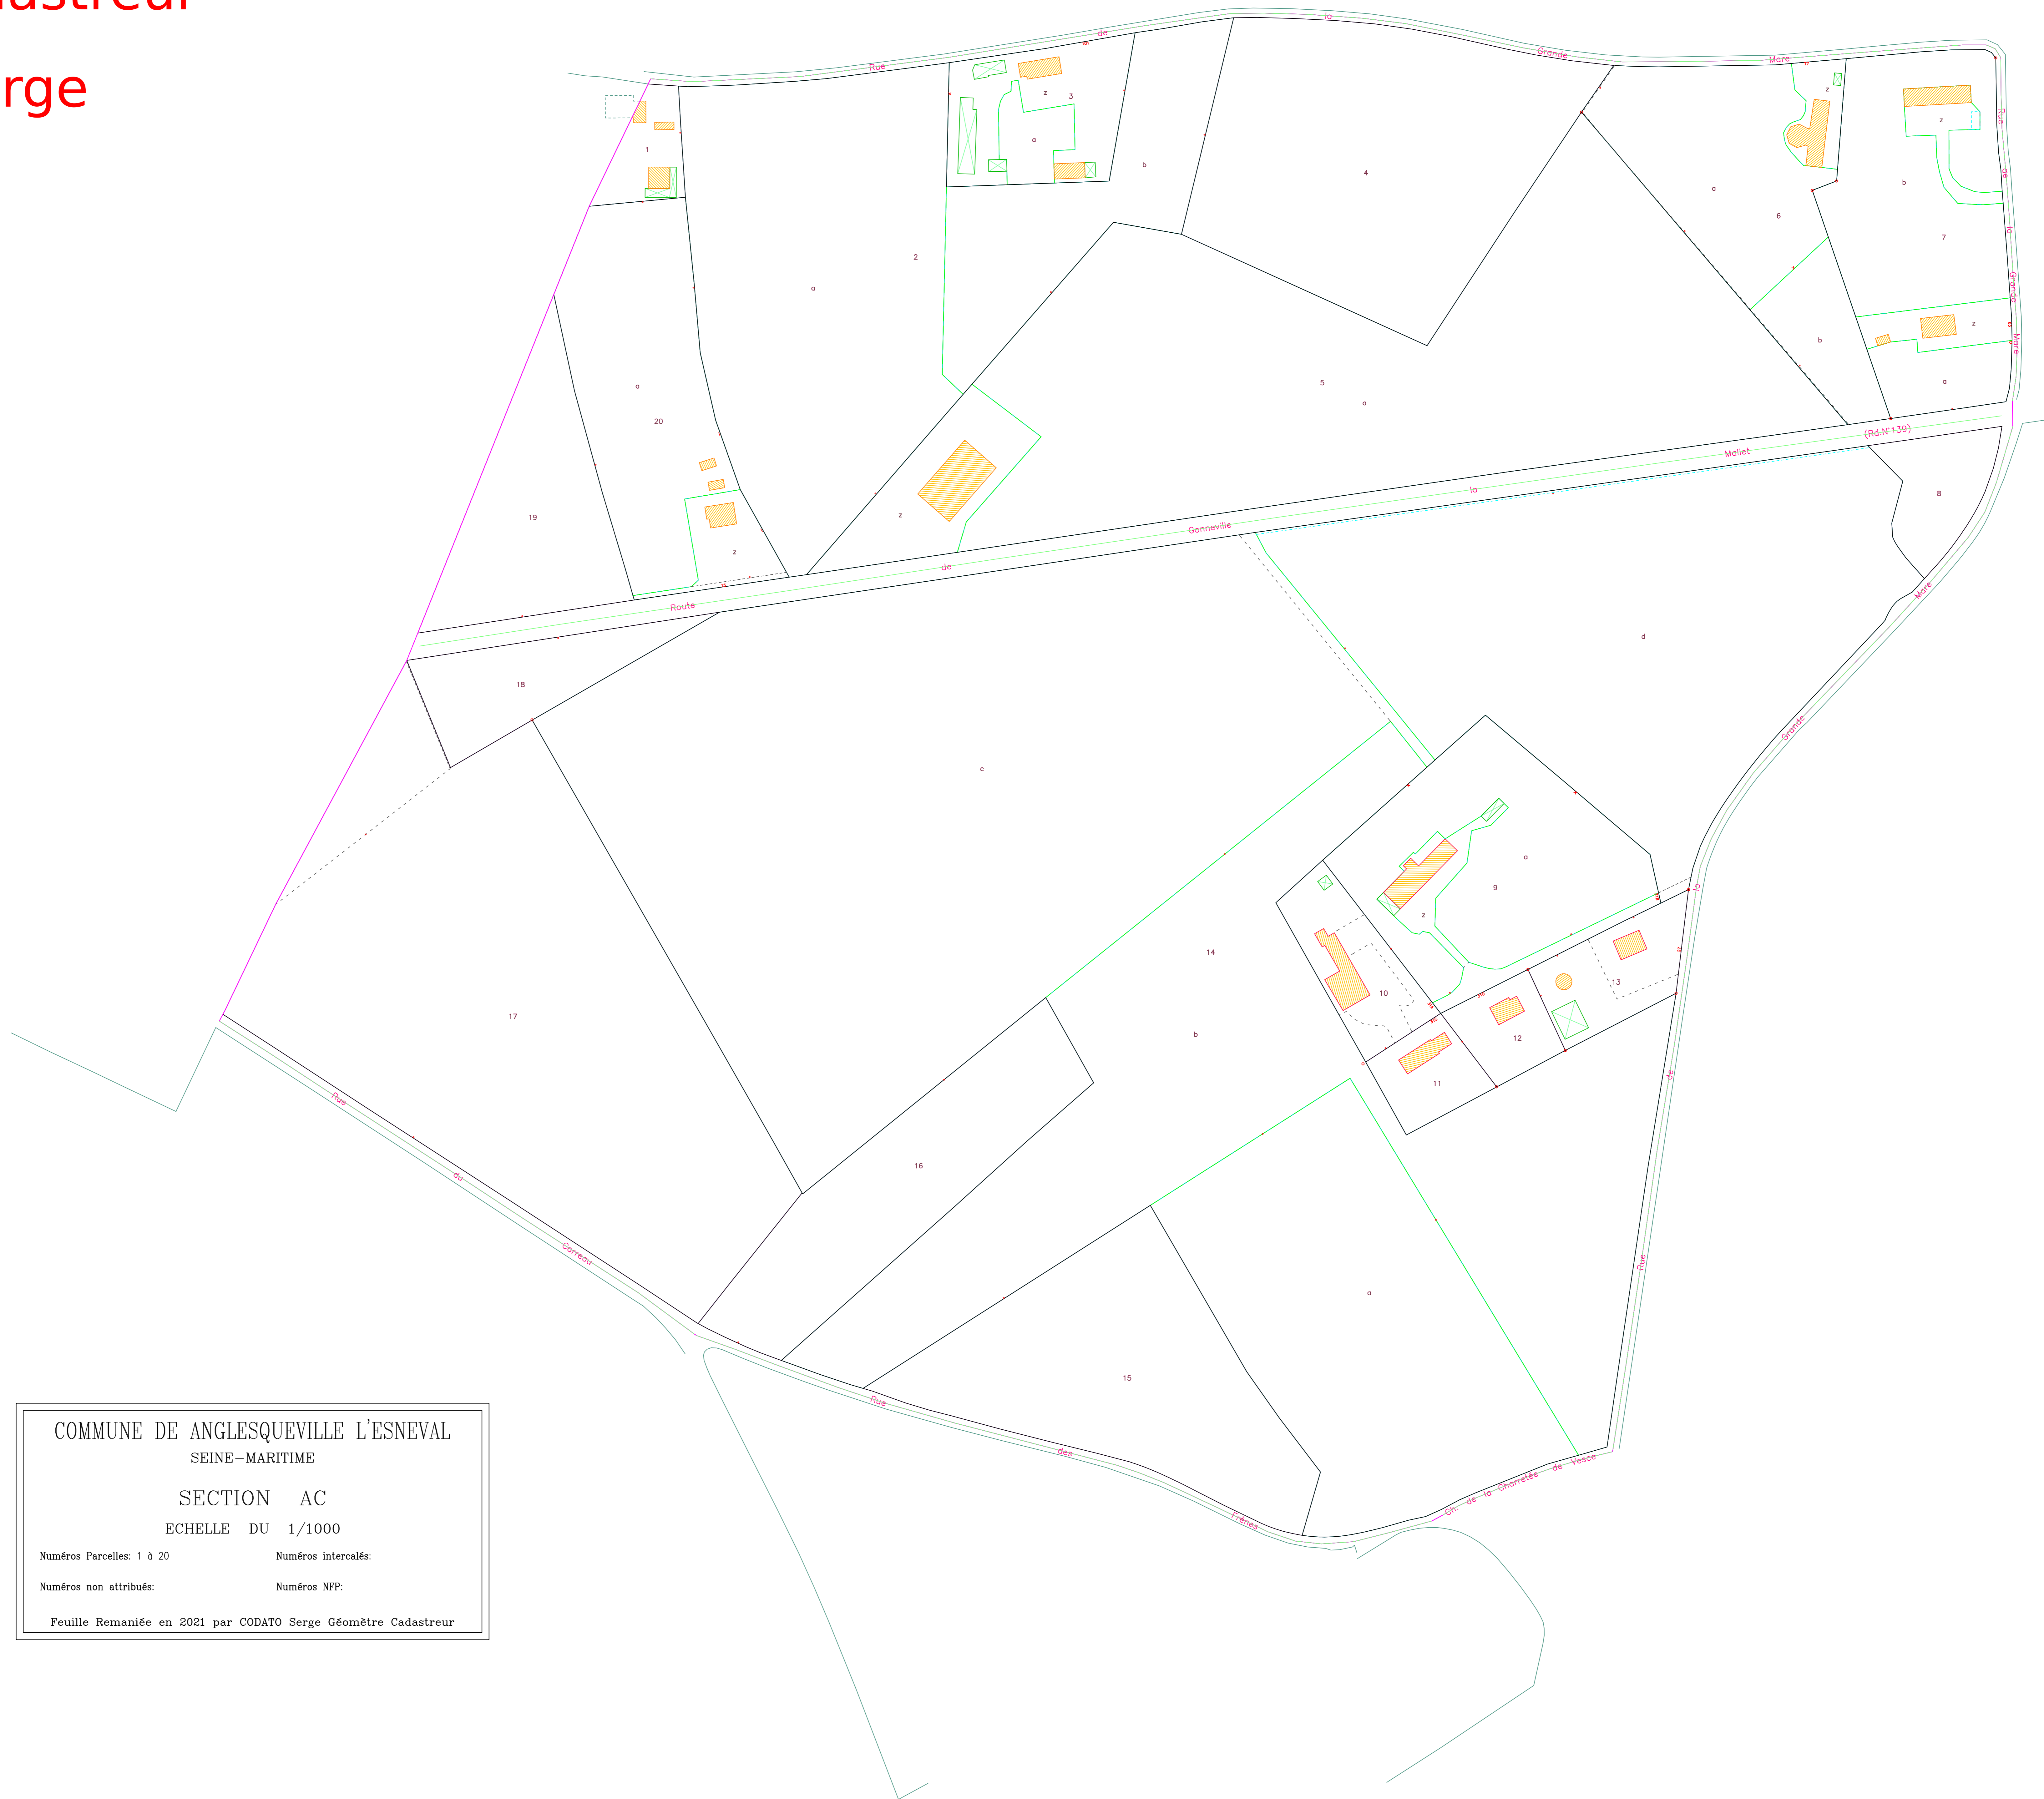 rge
Rue de la Grande Mare
Rue de la Grande Mare
1
2
a
z
3
a
b
4
a
6
z
b
z
b
7
z
a
5
a
z
a
20
19
z
Route de Gonneville la Mallet (Rd.N°139)
8
18
c
d
17
14
b
a
9
z
10
11
12
13
16
15
a
Rue de la Grande Mare
Rue du Carreau
Rue des Frênes
Ch. de la Charretée de Vesce
COMMUNE DE ANGLESQUEVILLE L'ESNEVAL
SEINE-MARITIME
SECTION AC
ECHELLE DU 1/1000
Numéros Parcelles: 1 à 20
Numéros intercalés:
Numéros non attribués:
Numéros NFP:
Feuille Remaniée en 2021 par CODATO Serge Géomètre Cadastreur